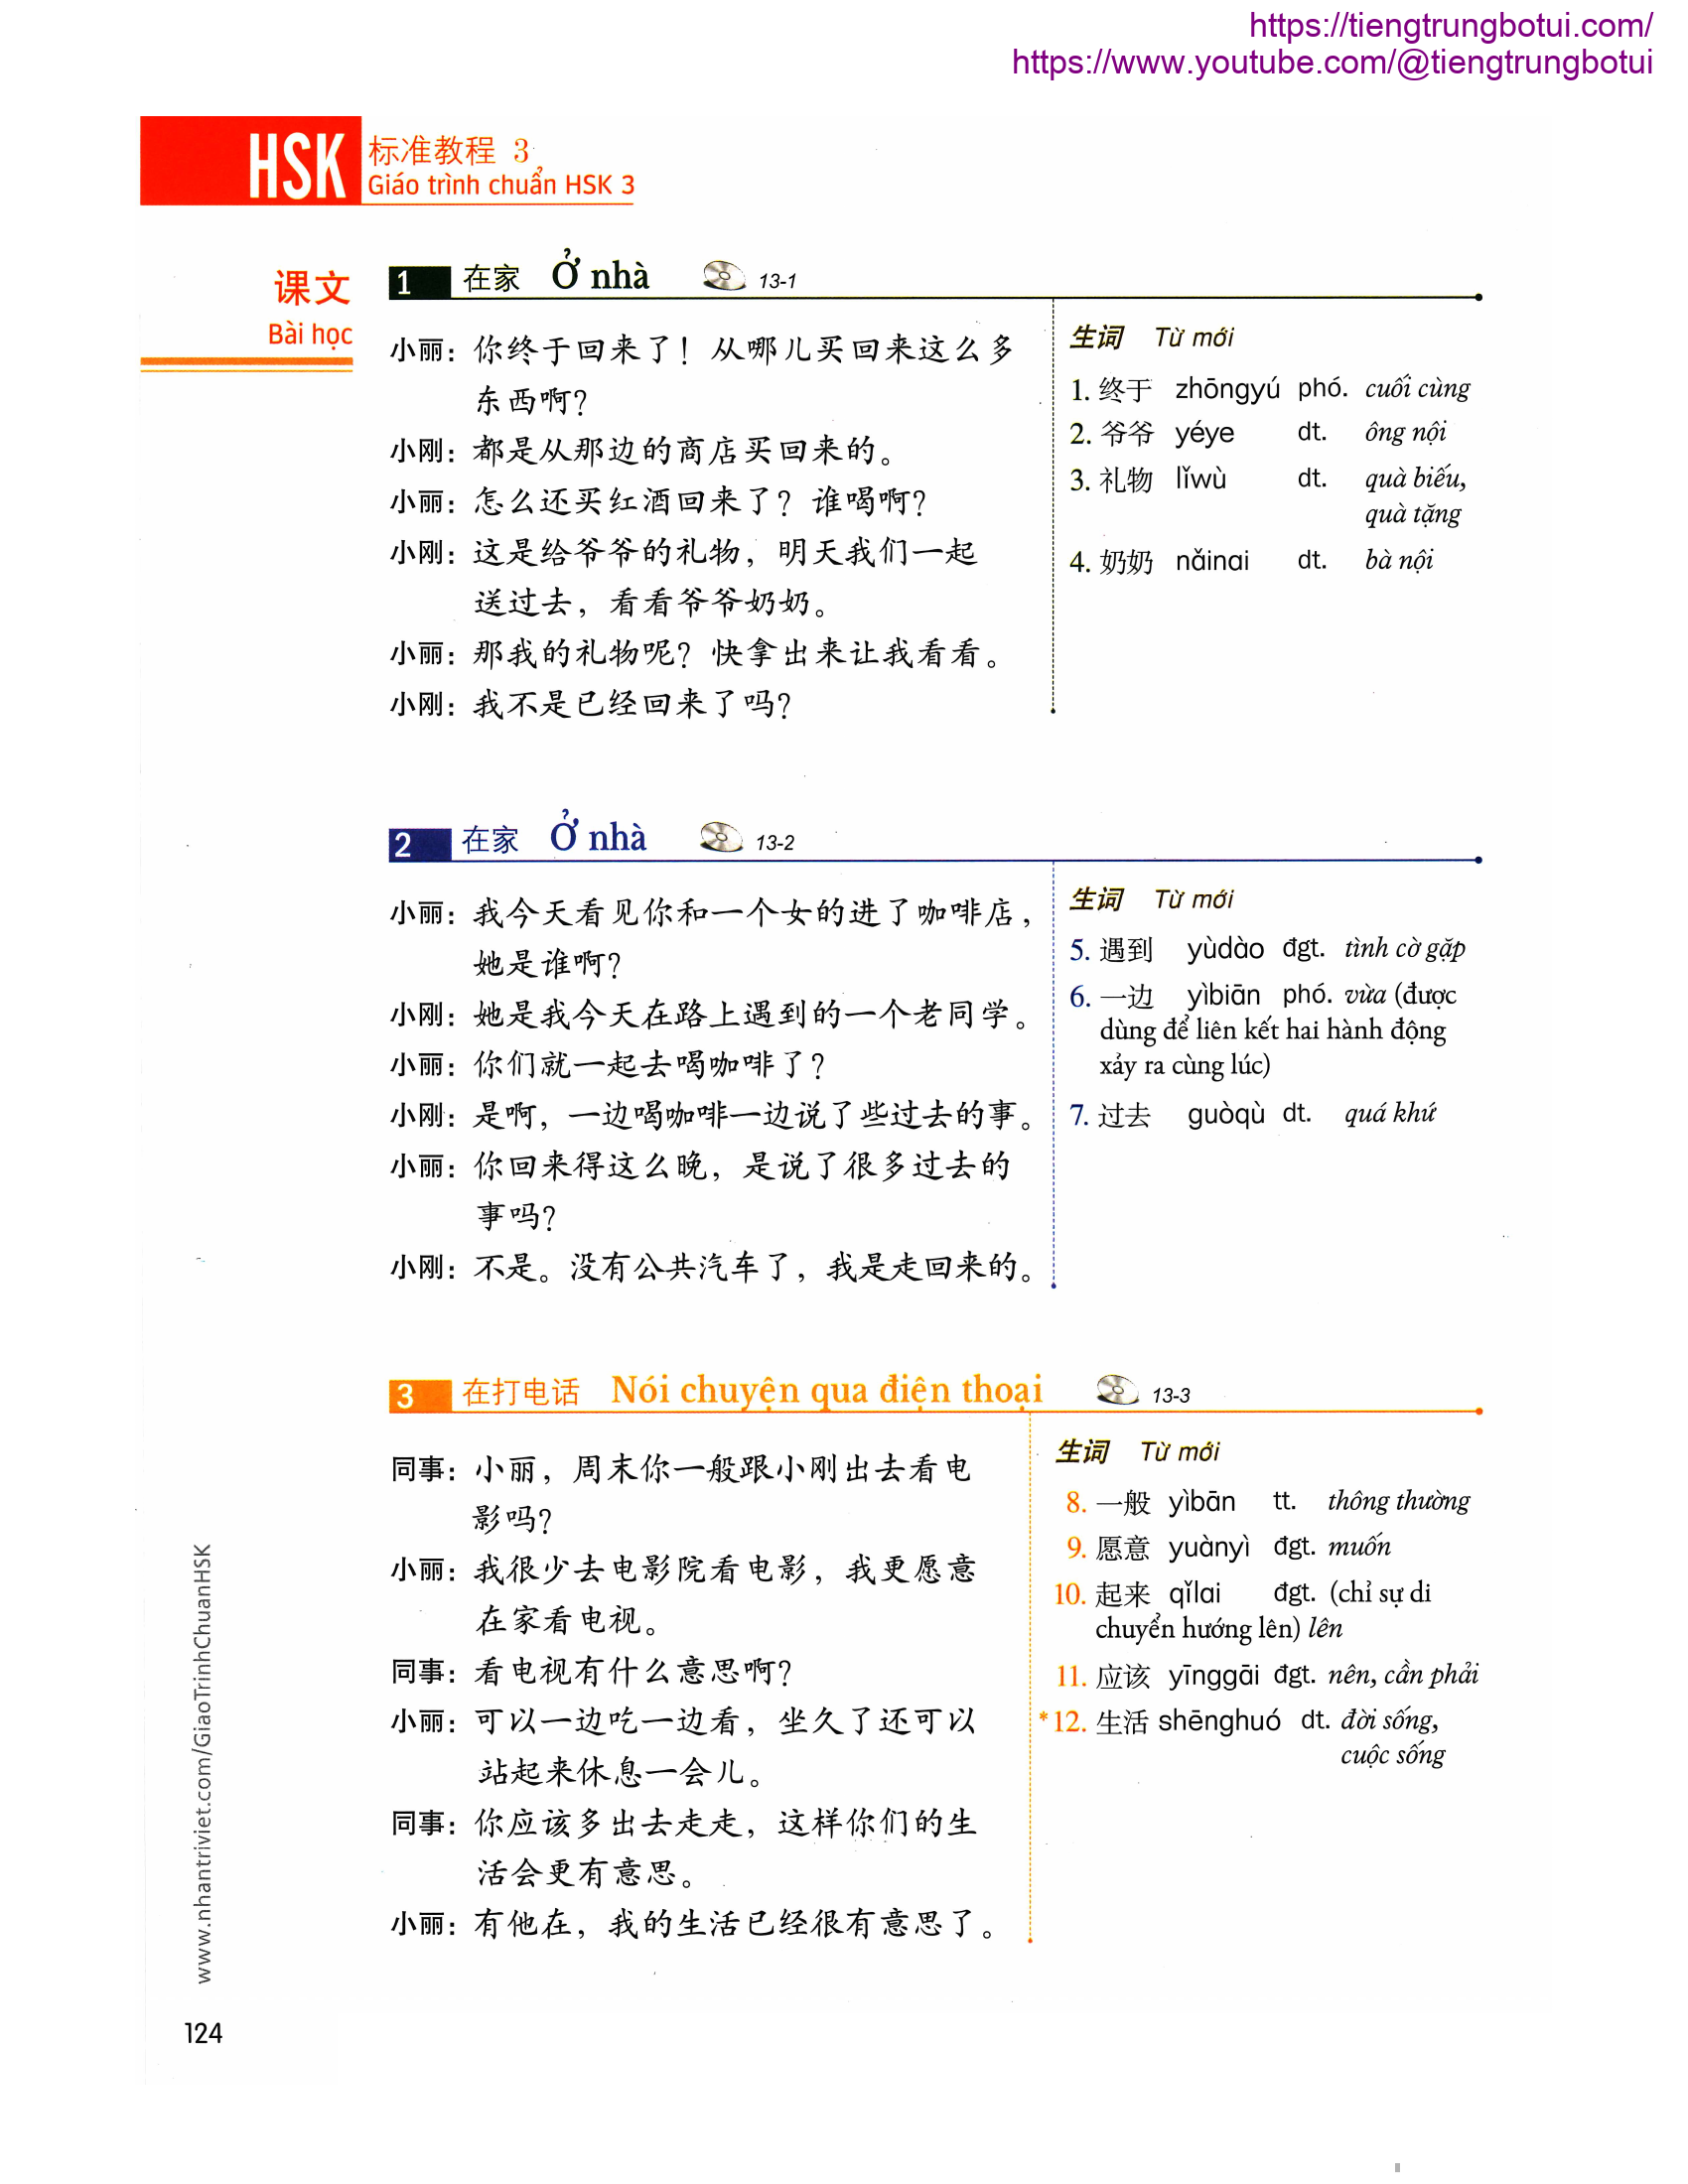 https://tiengtrungbotui.com/
https://www.youtube.com/@tiengtrungbotui
HSK 标准教程 3
Giáo trình chuẩn HSK 3
课文
Bài học
1 在家 Ở nhà 13-1
小丽：你终于回来了！从哪儿买回来这么多
东西啊？
小刚：都是从那边的商店买回来的。
小丽：怎么还买红酒回来了？谁喝啊？
小刚：这是给爷爷的礼物，明天我们一起
送过去，看看爷爷奶奶。
小丽：那我的礼物呢？快拿出来让我看看。
小刚：我不是已经回来了吗？
生词 Từ mới
1. 终于 zhōngyú phó. cuối cùng
2. 爷爷 yéye dt. ông nội
3. 礼物 lǐwù dt. quà biếu,
quà tặng
4. 奶奶 nǎinai dt. bà nội
2 在家 Ở nhà 13-2
小丽：我今天看见你和一个女的进了咖啡店，
她是谁啊？
小刚：她是我今天在路上遇到的一个老同学。
小丽：你们就一起去喝咖啡了？
小刚：是啊，一边喝咖啡一边说了些过去的事。
小丽：你回来得这么晚，是说了很多过去的
事吗？
小刚：不是。没有公共汽车了，我是走回来的。
生词 Từ mới
5. 遇到 yùdào đgt. tình cờ gặp
6. 一边 yìbiān phó. vừa (được
dùng để liên kết hai hành động
xảy ra cùng lúc)
7. 过去 guòqù dt. quá khứ
3 在打电话 Nói chuyện qua điện thoại 13-3
同事：小丽，周末你一般跟小刚出去看电
影吗？
小丽：我很少去电影院看电影，我更愿意
在家看电视。
同事：看电视有什么意思啊？
小丽：可以一边吃一边看，坐久了还可以
站起来休息一会儿。
同事：你应该多出去走走，这样你们的生
活会更有意思。
小丽：有他在，我的生活已经很有意思了。
生词 Từ mới
8. 一般 yìbān tt. thông thường
9. 愿意 yuànyì đgt. muốn
10. 起来 qǐlai đgt. (chỉ sự di
chuyển hướng lên) lên
11. 应该 yīnggāi đgt. nên, cần phải
*12. 生活 shēnghuó dt. đời sống,
cuộc sống
www.nhantriviet.com/GiaoTrinhChuanHSK
124